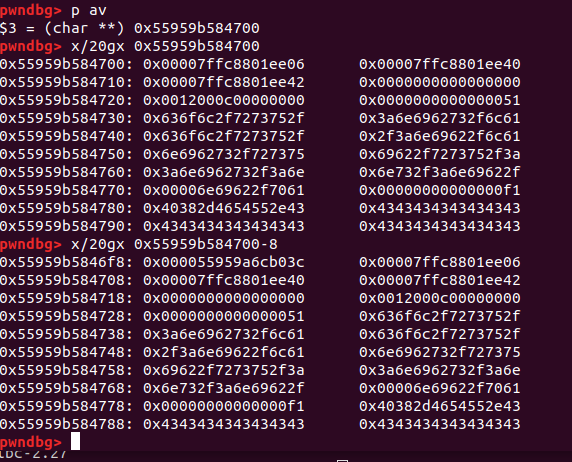 pwndbg> p av
$3 = (char **) 0x55959b584700
pwndbg> x/20gx 0x55959b584700
0x55959b584700: 0x00007ffc8801ee06 0x00007ffc8801ee40
0x55959b584710: 0x00007ffc8801ee42 0x0000000000000000
0x55959b584720: 0x0012000c00000000 0x0000000000000051
0x55959b584730: 0x636f6c2f7273752f 0x3a6e6962732f6c61
0x55959b584740: 0x636f6c2f7273752f 0x2f3a6e69622f6c61
0x55959b584750: 0x6e6962732f727375 0x69622f7273752f3a
0x55959b584760: 0x3a6e6962732f3a6e 0x6e732f3a6e69622f
0x55959b584770: 0x00006e69622f7061 0x00000000000000f1
0x55959b584780: 0x40382d4654552e43 0x4343434343434343
0x55959b584790: 0x4343434343434343 0x4343434343434343
pwndbg> x/20gx 0x55959b584700-8
0x55959b5846f8: 0x000055959a6cb03c 0x00007ffc8801ee06
0x55959b584708: 0x00007ffc8801ee40 0x00007ffc8801ee42
0x55959b584718: 0x0000000000000000 0x0012000c00000000
0x55959b584728: 0x0000000000000051 0x636f6c2f7273752f
0x55959b584738: 0x3a6e6962732f6c61 0x636f6c2f7273752f
0x55959b584748: 0x2f3a6e69622f6c61 0x6e6962732f727375
0x55959b584758: 0x69622f7273752f3a 0x3a6e6962732f3a6e
0x55959b584768: 0x6e732f3a6e69622f 0x00006e69622f7061
0x55959b584778: 0x00000000000000f1 0x40382d4654552e43
0x55959b584788: 0x4343434343434343 0x4343434343434343
pwndbg>